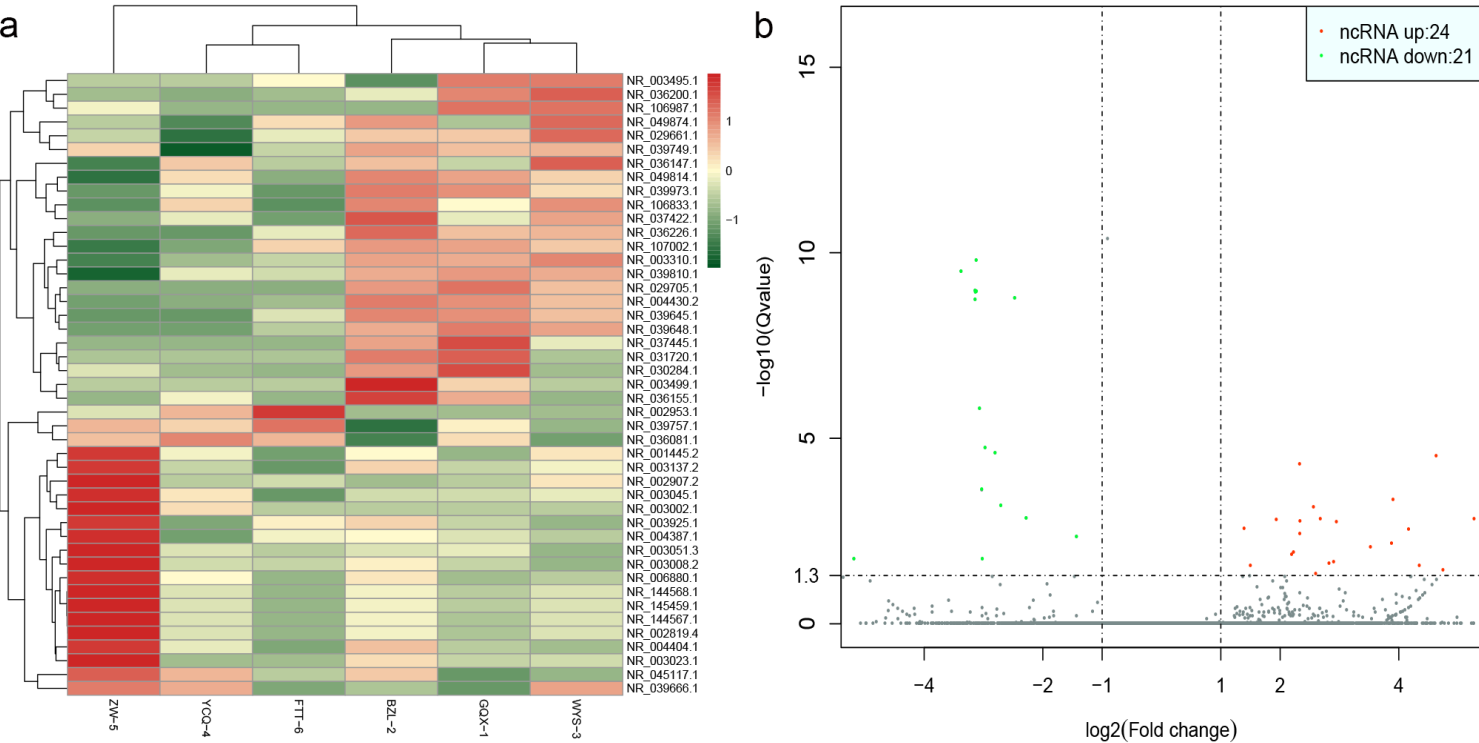 a
NR_003495.1
NR_036200.1
NR_106987.1
NR_049874.1
NR_029661.1
NR_039749.1
NR_036147.1
NR_049814.1
NR_039973.1
NR_106833.1
NR_037422.1
NR_036226.1
NR_107002.1
NR_003310.1
NR_039810.1
NR_029705.1
NR_004430.2
NR_039645.1
NR_039648.1
NR_037445.1
NR_031720.1
NR_030284.1
NR_003499.1
NR_036155.1
NR_002953.1
NR_039757.1
NR_036081.1
NR_001445.2
NR_003137.2
NR_002907.2
NR_003045.1
NR_003002.1
NR_003925.1
NR_004387.1
NR_003051.3
NR_003008.2
NR_006880.1
NR_144568.1
NR_145459.1
NR_144567.1
NR_002819.4
NR_004404.1
NR_003023.1
NR_045117.1
NR_039666.1
1
0
−1
ZW-5
YCQ-4
FTT-6
BZL-2
GQX-1
WYS-3
b
ncRNA up:24
ncRNA down:21
−log10(Qvalue)
15
10
5
1.3
0
−4
−2
−1
1
2
4
log2(Fold change)